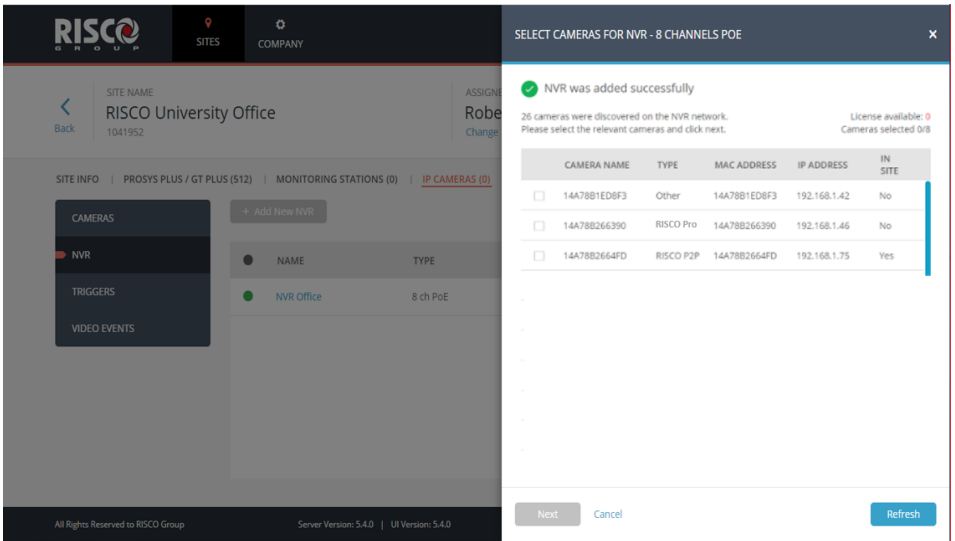 RISCO
GROUP
SITES
COMPANY
SELECT CAMERAS FOR NVR - 8 CHANNELS POE
x
SITE NAME
RISCO University Office
1041952
Back
ASSIGNE
Robe
Change
NVR was added successfully
26 cameras were discovered on the NVR network.
Please select the relevant cameras and click next.
License available: 0
Cameras selected 0/8
SITE INFO | PROSYS PLUS / GT PLUS (512) | MONITORING STATIONS (0) | IP CAMERAS (0)
CAMERAS
NVR
TRIGGERS
VIDEO EVENTS
+ Add New NVR
NAME TYPE
NVR Office 8 ch PoE
CAMERA NAME TYPE MAC ADDRESS IP ADDRESS IN SITE
14A78B1ED8F3 Other 14A78B1ED8F3 192.168.1.42 No
14A78B266390 RISCO Pro 14A78B266390 192.168.1.46 No
14A78B2664FD RISCO P2P 14A78B2664FD 192.168.1.75 Yes
Next
Cancel
Refresh
All Rights Reserved to RISCO Group
Server Version: 5.4.0 | UI Version: 5.4.0